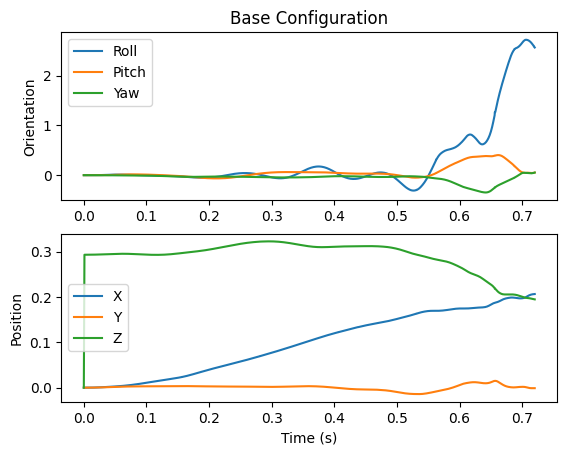 Base Configuration
Orientation
Roll
Pitch
Yaw
2
1
0
0.0 0.1 0.2 0.3 0.4 0.5 0.6 0.7
Position
0.3
0.2
0.1
0.0
X
Y
Z
0.0 0.1 0.2 0.3 0.4 0.5 0.6 0.7
Time (s)